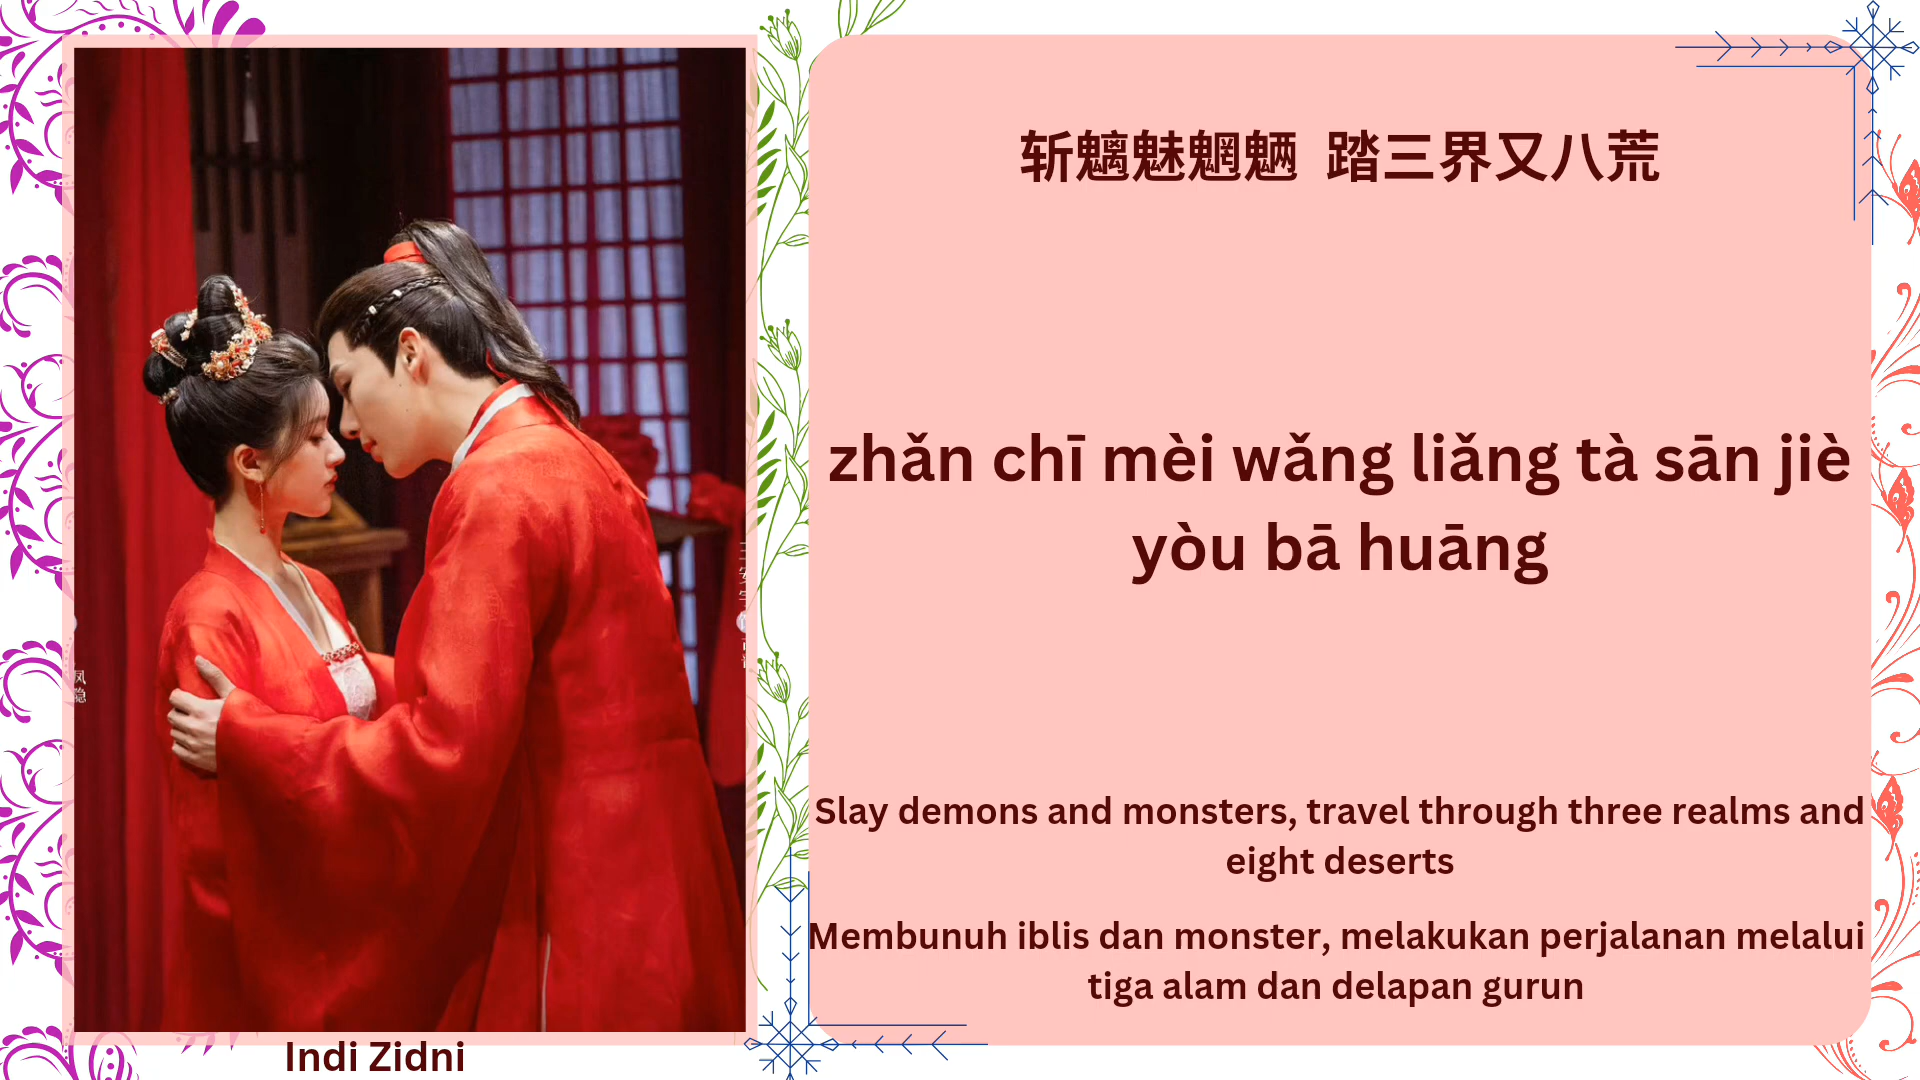 斩魑魅魍魉 踏三界又八荒
zhǎn chī mèi wǎng liǎng tà sān jiè
yòu bā huāng
Slay demons and monsters, travel through three realms and
eight deserts
Membunuh iblis dan monster, melakukan perjalanan melalui
tiga alam dan delapan gurun
凤
隐
Indi Zidni